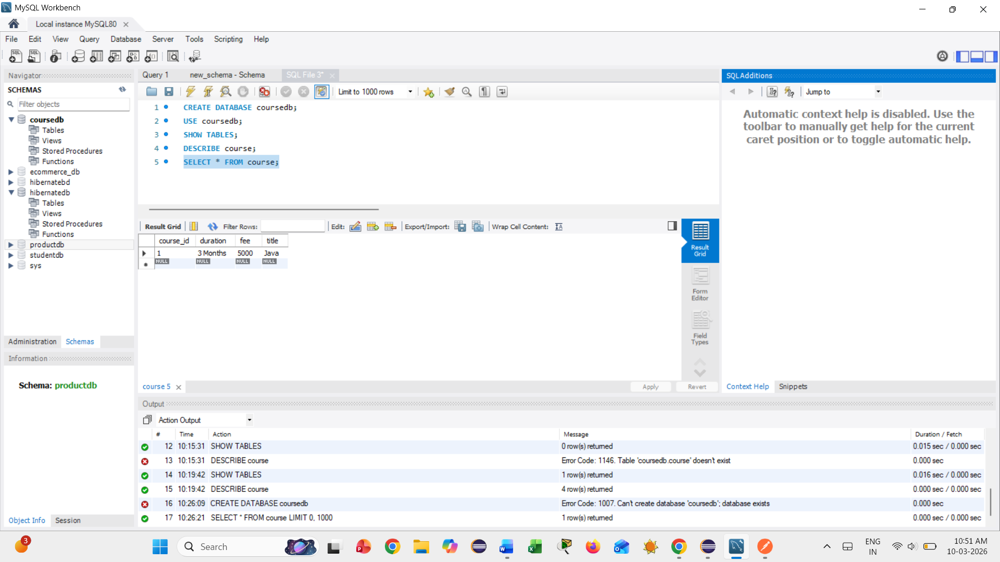 MySQL Workbench
Local instance MySQL80
File Edit View Query Database Server Tools Scripting Help
Navigator
SCHEMAS
Filter objects
coursedb
Tables
Views
Stored Procedures
Functions
ecommerce_db
hibernatebd
hibernatedb
Tables
Views
Stored Procedures
Functions
productdb
studentdb
sys
Administration Schemas
Information
Schema: productdb
Object Info Session
Query 1 new_schema - Schema SQL File 3*
Limit to 1000 rows
1 CREATE DATABASE coursedb;
2 USE coursedb;
3 SHOW TABLES;
4 DESCRIBE course;
5 SELECT * FROM course;
Result Grid Filter Rows: Edit: Export/Import: Wrap Cell Content:
course_id duration fee title
1 3 Months 5000 Java
NULL NULL NULL NULL
Result Grid
Form Editor
Field Types
course 5
Apply Revert
SQLAdditions
Jump to
Automatic context help is disabled. Use the
toolbar to manually get help for the current
caret position or to toggle automatic help.
Context Help Snippets
Output
Action Output
# Time Action Message Duration / Fetch
12 10:15:31 SHOW TABLES 0 row(s) returned 0.015 sec / 0.000 sec
13 10:15:31 DESCRIBE course Error Code: 1146. Table 'coursedb.course' doesn't exist 0.000 sec
14 10:19:42 SHOW TABLES 1 row(s) returned 0.016 sec / 0.000 sec
15 10:19:42 DESCRIBE course 4 row(s) returned 0.000 sec / 0.000 sec
16 10:26:09 CREATE DATABASE coursedb Error Code: 1007. Can't create database 'coursedb'; database exists 0.000 sec
17 10:26:21 SELECT * FROM course LIMIT 0, 1000 1 row(s) returned 0.000 sec / 0.000 sec
3
Search
ENG
IN
10:51 AM
10-03-2026